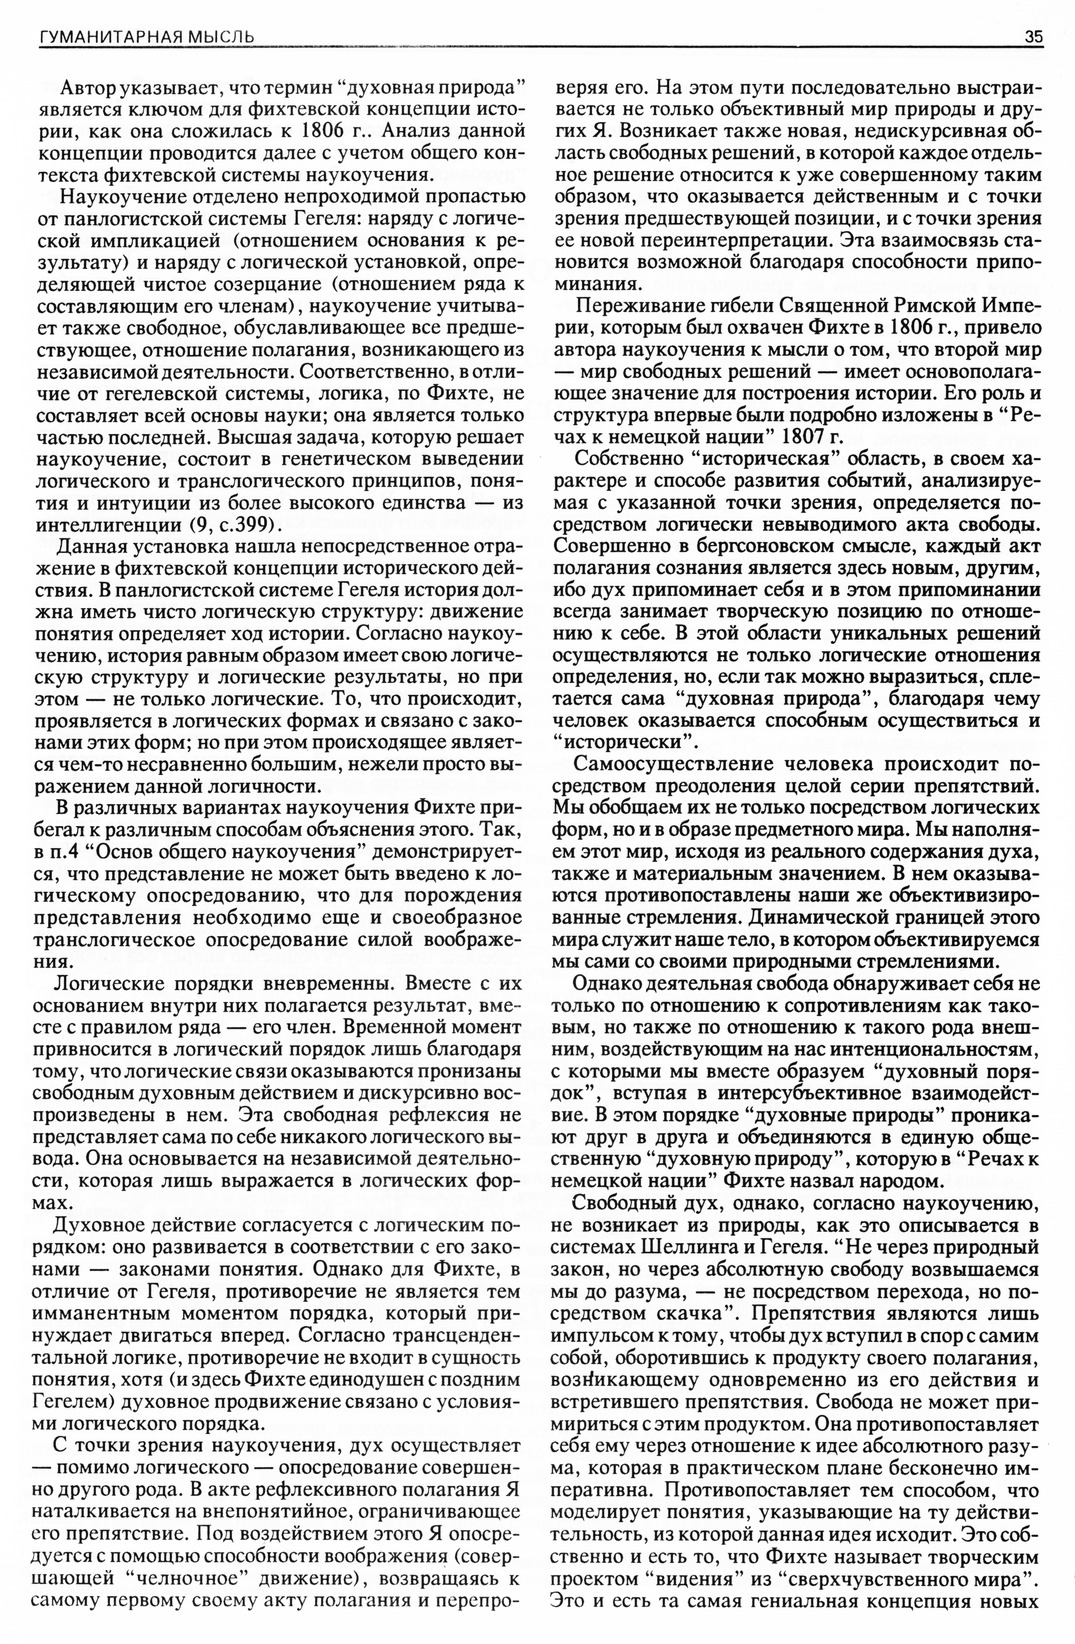 ГУМАНИТАРНАЯ МЫСЛЬ 35
Автор указывает, что термин “духовная природа”
является ключом для фихтевской концепции исто-
рии, как она сложилась к 1806 г.. Анализ данной
концепции проводится далее с учетом общего кон-
текста фихтевской системы наукоучения.
Наукоучение отделено непроходимой пропастью
от панлогистской системы Гегеля: наряду с логиче-
ской импликацией (отношением основания к ре-
зультату) и наряду с логической установкой, опре-
деляющей чистое созерцание (отношением ряда к
составляющим его членам), наукоучение учитыва-
ет также свободное, обуславливающее все предше-
ствующее, отношение полагания, возникающего из
независимой деятельности. Соответственно, в отли-
чие от гегелевской системы, логика, по Фихте, не
составляет всей основы науки; она является только
частью последней. Высшая задача, которую решает
наукоучение, состоит в генетическом выведении
логического и транслогического принципов, поня-
тия и интуиции из более высокого единства — из
интеллигенции (9, с.399).
Данная установка нашла непосредственное отра-
жение в фихтевской концепции исторического дей-
ствия. В панлогистской системе Гегеля история дол-
жна иметь чисто логическую структуру: движение
понятия определяет ход истории. Согласно наукоу-
чению, история равным образом имеет свою логиче-
скую структуру и логические результаты, но при
этом — не только логические. То, что происходит,
проявляется в логических формах и связано с зако-
нами этих форм; но при этом происходящее являет-
ся чем-то несравненно большим, нежели просто вы-
ражением данной логичности.
В различных вариантах наукоучения Фихте при-
бегал к различным способам объяснения этого. Так,
в п.4 “Основ общего наукоучения” демонстрирует-
ся, что представление не может быть введено к ло-
гическому опосредованию, что для порождения
представления необходимо еще и своеобразное
транслогическое опосредование силой воображе-
ния.
Логические порядки вневременны. Вместе с их
основанием внутри них полагается результат, вме-
сте с правилом ряда — его член. Временной момент
привносится в логический порядок лишь благодаря
тому, что логические связи оказываются пронизаны
свободным духовным действием и дискурсивно вос-
произведены в нем. Эта свободная рефлексия не
представляет сама по себе никакого логического вы-
вода. Она основывается на независимой деятельно-
сти, которая лишь выражается в логических фор-
мах.
Духовное действие согласуется с логическим по-
рядком: оно развивается в соответствии с его зако-
нами — законами понятия. Однако для Фихте, в
отличие от Гегеля, противоречие не является тем
имманентным моментом порядка, который при-
нуждает двигаться вперед. Согласно трансценден-
тальной логике, противоречие не входит в сущность
понятия, хотя (и здесь Фихте единодушен с поздним
Гегелем) духовное продвижение связано с условия-
ми логического порядка.
С точки зрения наукоучения, дух осуществляет
— помимо логического — опосредование совершен-
но другого рода. В акте рефлексивного полагания Я
наталкивается на внепонятийное, ограничивающее
его препятствие. Под воздействием этого Я опосре-
дуется с помощью способности воображения (совер-
шающей “челночное” движение), возвращаясь к
самому первому своему акту полагания и перепро-
веряя его. На этом пути последовательно выстраи-
вается не только объективный мир природы и дру-
гих Я. Возникает также новая, недискурсивная об-
ласть свободных решений, в которой каждое отдель-
ное решение относится к уже совершенному таким
образом, что оказывается действенным и с точки
зрения предшествующей позиции, и с точки зрения
ее новой переинтерпретации. Эта взаимосвязь ста-
новится возможной благодаря способности припо-
минания.
Переживание гибели Священной Римской Импе-
рии, которым был охвачен Фихте в 1806 г., привело
автора наукоучения к мысли о том, что второй мир
— мир свободных решений — имеет основополага-
ющее значение для построения истории. Его роль и
структура впервые были подробно изложены в “Ре-
чах к немецкой нации” 1807 г.
Собственно “историческая” область, в своем ха-
рактере и способе развития событий, анализируе-
мая с указанной точки зрения, определяется по-
средством логически невыводимого акта свободы.
Совершенно в бергсоновском смысле, каждый акт
полагания сознания является здесь новым, другим,
ибо дух припоминает себя и в этом припоминании
всегда занимает творческую позицию по отноше-
нию к себе. В этой области уникальных решений
осуществляются не только логические отношения
определения, но, если так можно выразиться, спле-
тается сама “духовная природа”, благодаря чему
человек оказывается способным осуществиться и
“исторически”.
Самоосуществление человека происходит по-
средством преодоления целой серии препятствий.
Мы обобщаем их не только посредством логических
форм, но и в образе предметного мира. Мы наполня-
ем этот мир, исходя из реального содержания духа,
также и материальным значением. В нем оказыва-
ются противопоставлены наши же объективизиро-
ванные стремления. Динамической границей этого
мира служит наше тело, в котором объективируемся
мы сами со своими природными стремлениями.
Однако деятельная свобода обнаруживает себя не
только по отношению к сопротивлениям как тако-
вым, но также по отношению к такого рода внеш-
ним, воздействующим на нас интенциональностям,
с которыми мы вместе образуем “духовный поря-
док”, вступая в интерсубъективное взаимодейст-
вие. В этом порядке “духовные природы” проника-
ют друг в друга и объединяются в единую обще-
ственную “духовную природу”, которую в “Речах к
немецкой нации” Фихте назвал народом.
Свободный дух, однако, согласно наукоучению,
не возникает из природы, как это описывается в
системах Шеллинга и Гегеля. “Не через природный
закон, но через абсолютную свободу возвышаемся
мы до разума, — не посредством перехода, но по-
средством скачка”. Препятствия являются лишь
импульсом к тому, чтобы дух вступил в спор с самим
собой, оборотившись к продукту своего полагания,
возникающему одновременно из его действия и
встретившего препятствия. Свобода не может при-
мириться с этим продуктом. Она противопоставляет
себя ему через отношение к идее абсолютного разу-
ма, которая в практическом плане бесконечно им-
перативна. Противопоставляет тем способом, что
моделирует понятия, указывающие на ту действи-
тельность, из которой данная идея исходит. Это соб-
ственно и есть то, что Фихте называет творческим
проектом “видения” из “сверхчувственного мира”.
Это и есть та самая гениальная концепция новых